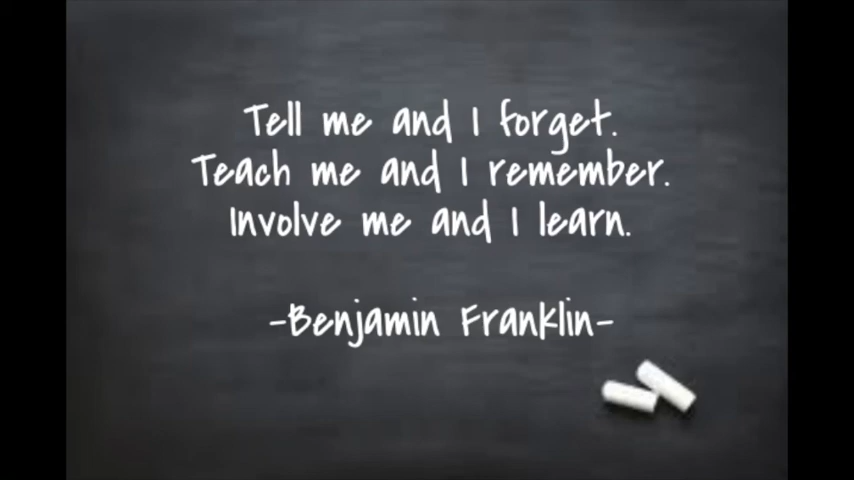 Tell me and I forget.
Teach me and I remember.
Involve me and I learn.
-Benjamin Franklin-